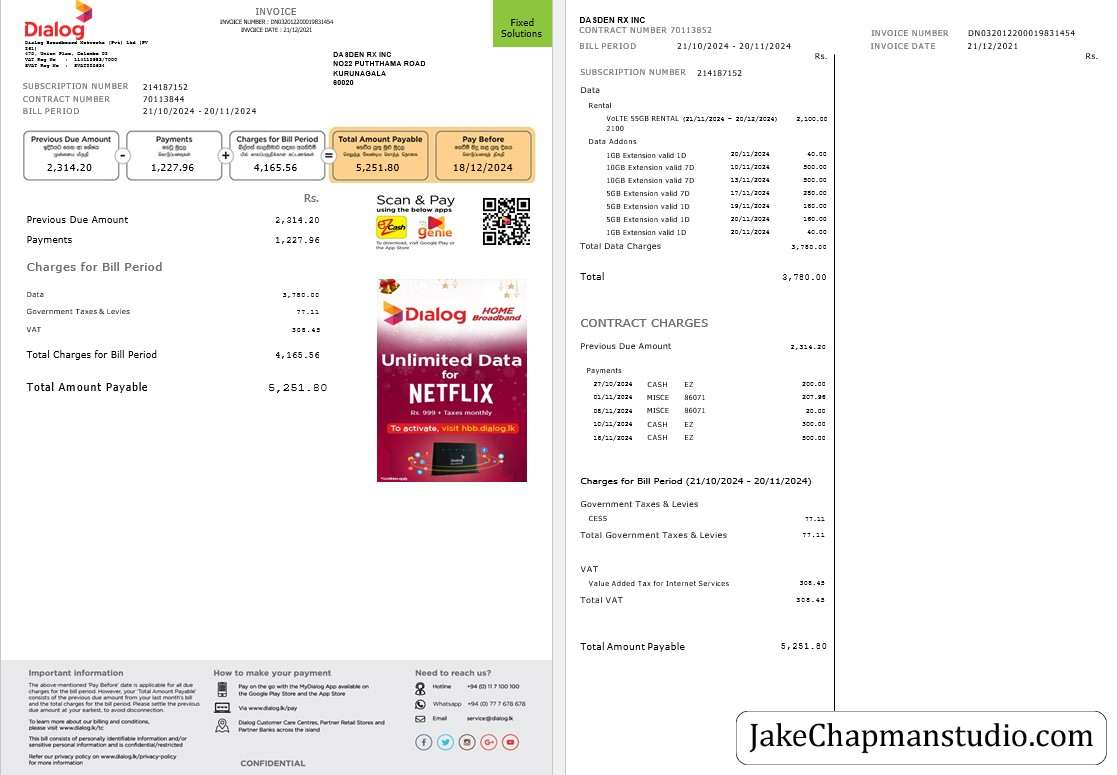 Dialog
INVOICE
INVOICE NUMBER : DN032012200019831454
INVOICE DATE : 21/12/2021
Fixed
Solutions
Dialog Broadband Networks (Pvt) Ltd (PV
261)
475, Union Place, Colombo 02
DASDEN RX INC
NO22 PUTHTHAMA ROAD
KURUNAGALA
60020
SUBSCRIPTION NUMBER 214187152
CONTRACT NUMBER 70113844
BILL PERIOD 21/10/2024 - 20/11/2024
Previous Due Amount
2,314.20
-
Payments
1,227.96
+
Charges for Bill Period
4,165.56
=
Total Amount Payable
5,251.80
Pay Before
18/12/2024
Rs.
Previous Due Amount 2,314.20
Payments 1,227.96
Charges for Bill Period
Data 3,780.00
Government Taxes & Levies 77.11
VAT 308.45
Total Charges for Bill Period 4,165.56
Total Amount Payable 5,251.80
Scan & Pay
using the below apps
eZ Cash
genie
To download, visit Google Play or
the App Store
Dialog HOME
Broadband
Unlimited Data
for
NETFLIX
Rs. 999 + Taxes monthly
To activate, visit hbb.dialog.lk
Important information
The above mentioned 'Pay Before' date is applicable for all due
charges for the bill period. However, your 'Total Amount Payable'
consists of the previous due amount from your last month's bill
and the total charges for the bill period. Please settle the previous
due amount at your earliest, to avoid disconnection.
To learn more about our billing and conditions,
please visit www.dialog.lk/tc
This bill consists of personally identifiable information and/or
sensitive personal information and is confidential/restricted
Refer our privacy policy on www.dialog.lk/privacy-policy
for more information
How to make your payment
Pay on the go with the MyDialog App available on
the Google Play Store and the App Store
Via www.dialog.lk/pay
Dialog Customer Care Centres, Partner Retail Stores and
Partner Banks across the island
Need to reach us?
Hotline +94 (0) 11 7 100 100
Whatsapp +94 (0) 77 7 678 678
Email service@dialog.lk
CONFIDENTIAL
DASDEN RX INC
CONTRACT NUMBER 70113852
BILL PERIOD 21/10/2024 - 20/11/2024
INVOICE NUMBER DN032012200019831454
INVOICE DATE 21/12/2021
Rs.
Rs.
SUBSCRIPTION NUMBER 214187152
Data
Rental
VoLTE 55GB RENTAL (21/11/2024 - 20/12/2024) 2,100.00
2100
Data Addons
1GB Extension valid 1D 20/11/2024 40.00
10GB Extension valid 7D 10/11/2024 500.00
10GB Extension valid 7D 13/11/2024 500.00
5GB Extension valid 7D 17/11/2024 280.00
5GB Extension valid 1D 19/11/2024 160.00
5GB Extension valid 1D 20/11/2024 160.00
1GB Extension valid 1D 20/11/2024 40.00
Total Data Charges 3,780.00
Total 3,780.00
CONTRACT CHARGES
Previous Due Amount 2,314.20
Payments
27/10/2024 CASH EZ 200.00
01/11/2024 MISCE 86071 207.96
08/11/2024 MISCE 86071 20.00
10/11/2024 CASH EZ 300.00
16/11/2024 CASH EZ 500.00
Charges for Bill Period (21/10/2024 - 20/11/2024)
Government Taxes & Levies
CESS 77.11
Total Government Taxes & Levies 77.11
VAT
Value Added Tax for Internet Services 308.45
Total VAT 308.45
Total Amount Payable 5,251.80
JakeChapmanstudio.com